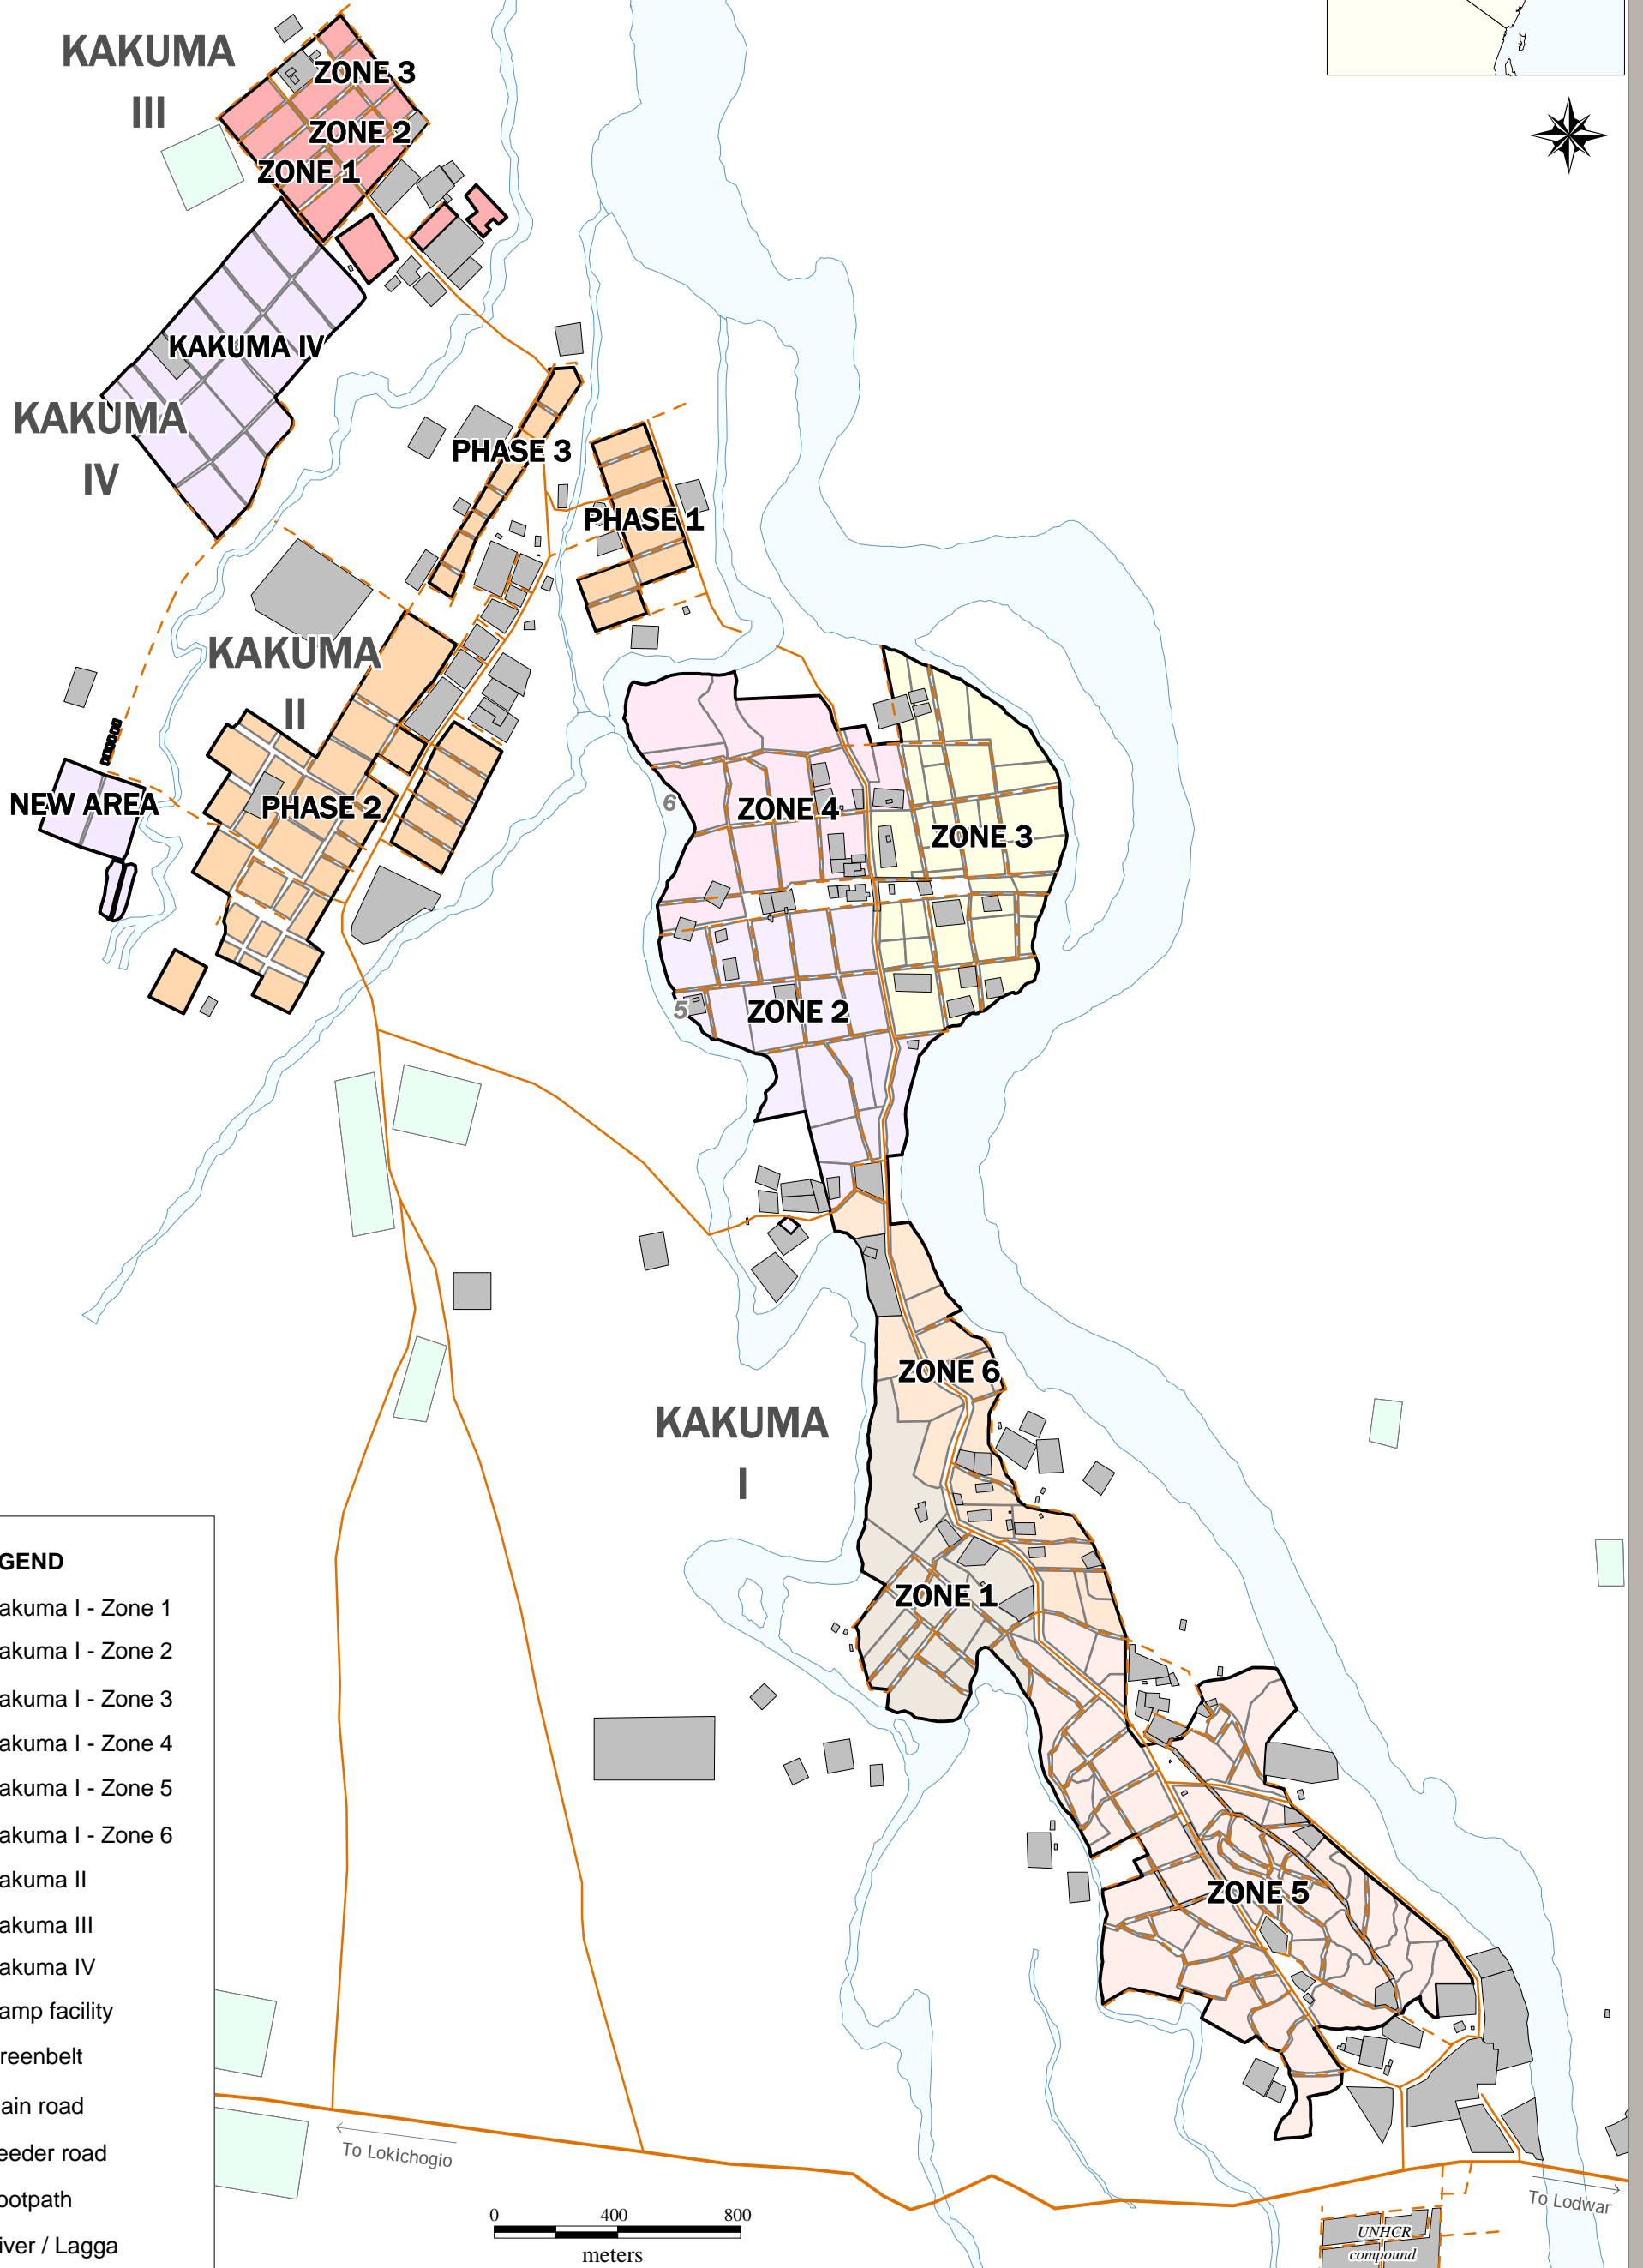 KAKUMA
III
ZONE 3
ZONE 2
ZONE 1
KAKUMA IV
KAKUMA
IV
PHASE 3
PHASE 1
KAKUMA
II
NEW AREA
PHASE 2
6
ZONE 4
ZONE 3
5
ZONE 2
ZONE 6
KAKUMA
I
ZONE 1
ZONE 5
GEND
akuma I - Zone 1
akuma I - Zone 2
akuma I - Zone 3
akuma I - Zone 4
akuma I - Zone 5
akuma I - Zone 6
akuma II
akuma III
akuma IV
amp facility
reenbelt
ain road
eeder road
ootpath
iver / Lagga
To Lokichogio
0 400 800
meters
To Lodwar
UNHCR
compound